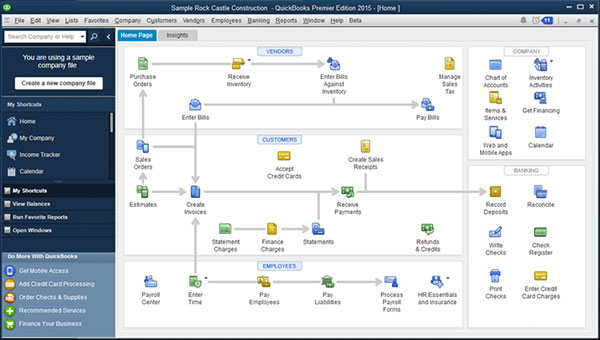 Sample Rock Castle Construction - QuickBooks Premier Edition 2015 - [Home ]
File Edit View Lists Favorites Company Customers Vendors Employees Banking Reports Window Help Beta
11
Search Company or Help
Home Page
Insights
You are using a
sample
company file
Create a new company file
My Shortcuts
Home
My Company
Income Tracker
Calendar
My Shortcuts
View Balances
Run Favorite Reports
Open Windows
Do More With QuickBooks
Get Mobile Access
Add Credit Card Processing
Order Checks & Supplies
Recommended Services
Finance Your Business
VENDORS
Purchase
Orders
Receive
Inventory
Enter Bills
Against
Inventory
Manage
Sales
Tax
Enter Bills
Pay Bills
CUSTOMERS
Sales
Orders
Accept
Credit Cards
Create Sales
Receipts
Estimates
Create
Invoices
Receive
Payments
Statement
Charges
Finance
Charges
Statements
Refunds
& Credits
EMPLOYEES
Payroll
Center
Enter
Time
Pay
Employees
Pay
Liabilities
Process
Payroll
Forms
HR Essentials
and Insurance
COMPANY
Chart of
Accounts
Inventory
Activities
Items &
Services
Get Financing
Web and
Mobile Apps
Calendar
BANKING
Record
Deposits
Reconcile
Write
Checks
Check
Register
Print
Checks
Enter Credit
Card Charges